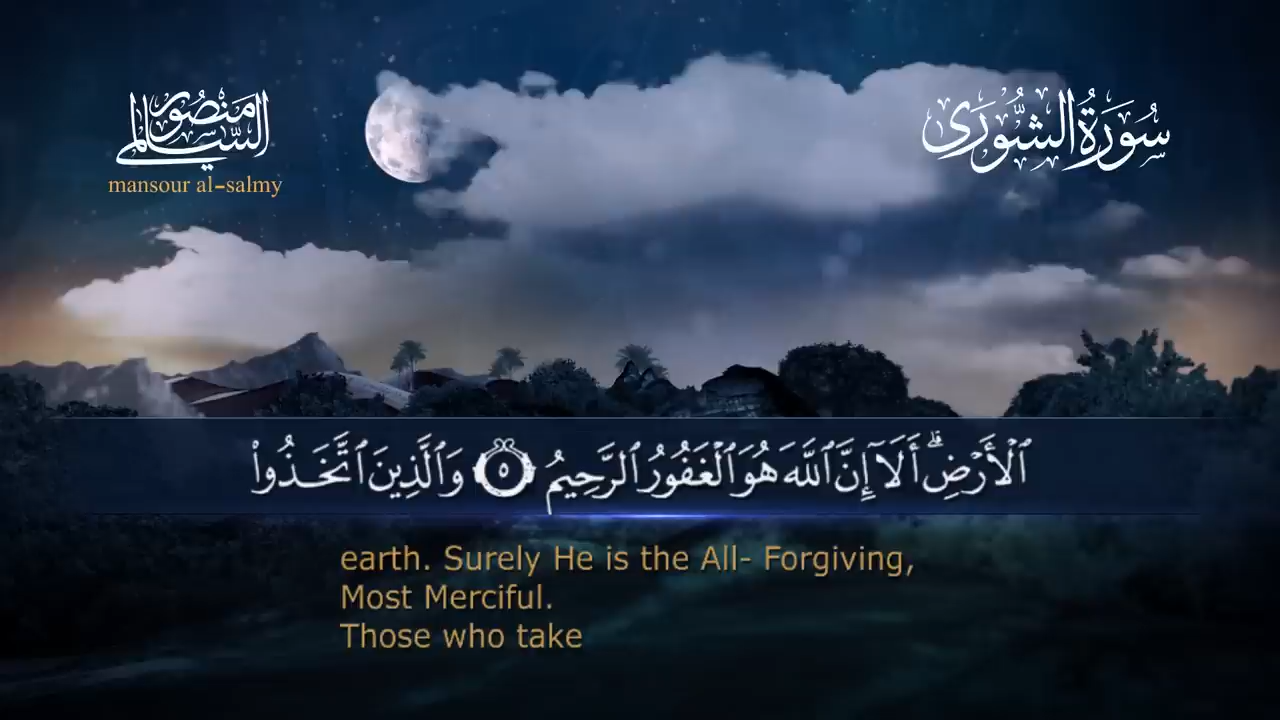 منصور السالمي
mansour al-salmy
سُورَةُ الشُّورَى
ٱلْأَرْضِۗ أَلَآ إِنَّ ٱللَّهَ هُوَ ٱلْغَفُورُ ٱلرَّحِيمُ ٥ وَٱلَّذِينَ ٱتَّخَذُوا۟
earth. Surely He is the All- Forgiving,
Most Merciful.
Those who take